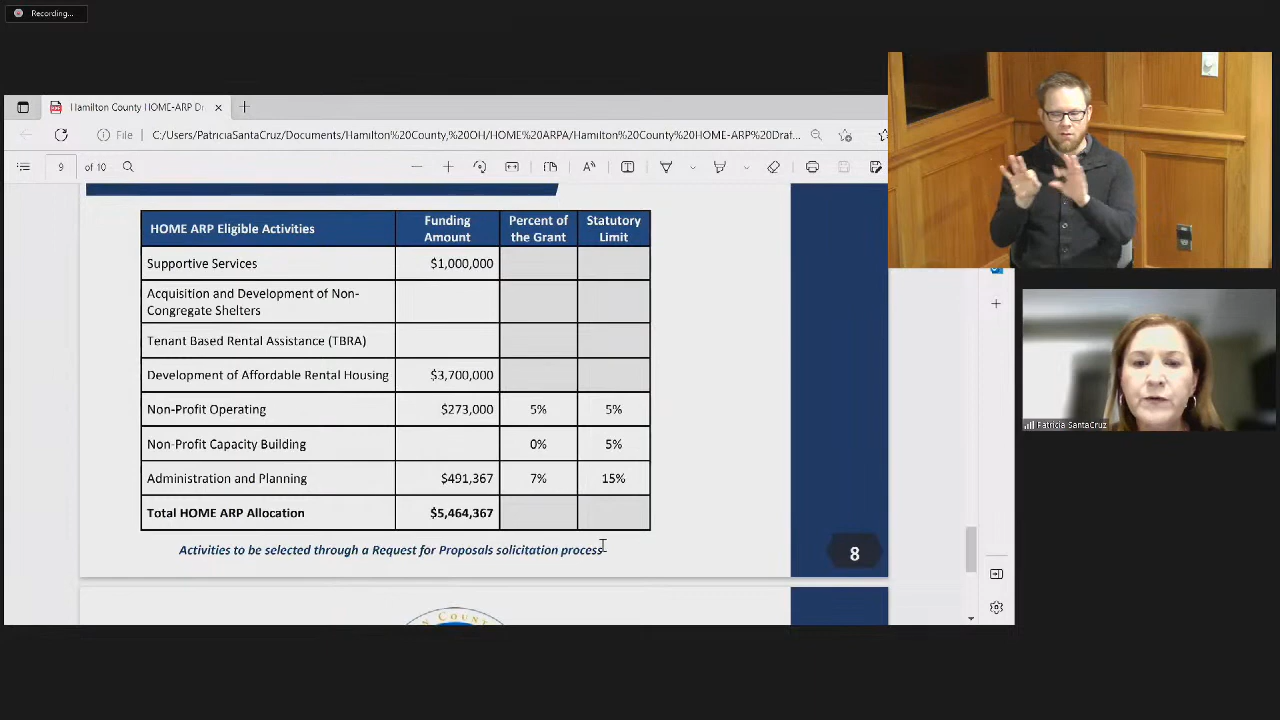 Recording...
Hamilton County HOME-ARP Dr
File
C:/Users/PatriciaSantaCruz/Documents/Hamilton%20County,%20OH/HOME%20ARPA/Hamilton%20County%20HOME-ARP%20Draf...
9 of 10
HOME ARP Eligible Activities Funding Amount Percent of the Grant Statutory Limit
Supportive Services $1,000,000
Acquisition and Development of Non-
Congregate Shelters
Tenant Based Rental Assistance (TBRA)
Development of Affordable Rental Housing $3,700,000
Non-Profit Operating $273,000 5% 5%
Non-Profit Capacity Building 0% 5%
Administration and Planning $491,367 7% 15%
Total HOME ARP Allocation $5,464,367
Activities to be selected through a Request for Proposals solicitation process
8
N COUNT
Patricia SantaCruz